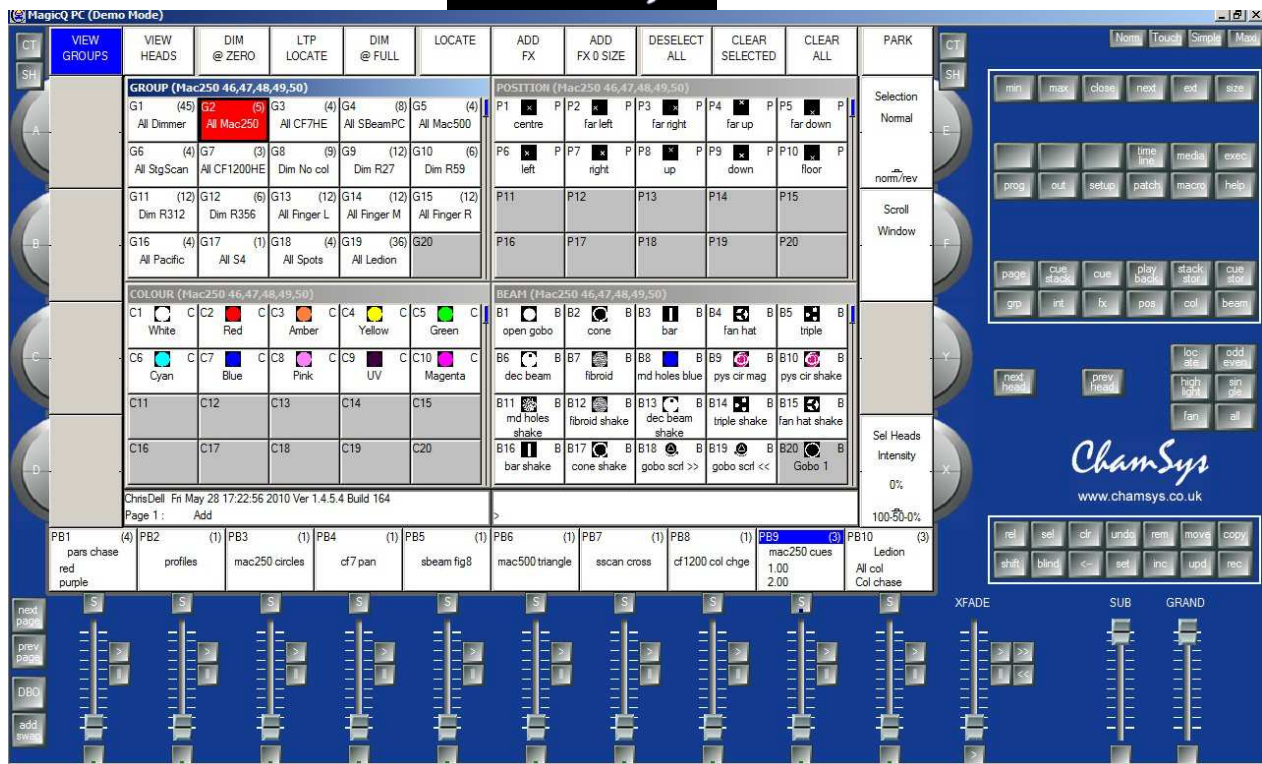 MagicQ PC (Demo Mode)
Norm Touch Simple Maxi
CT
SH
VIEW GROUPS
VIEW HEADS
DIM @ ZERO
LTP LOCATE
DIM @ FULL
LOCATE
ADD FX
ADD FX 0 SIZE
DESELECT ALL
CLEAR SELECTED
CLEAR ALL
PARK
CT
SH
A
B
C
D
E
F
Y
X
GROUP (Mac250 46,47,48,49,50)
G1 (45) G2 (5) G3 (4) G4 (8) G5 (4)
All Dimmer All Mac250 All CF7HE All SBeamPC All Mac500
G6 (4) G7 (3) G8 (9) G9 (12) G10 (6)
All StgScan All CF1200HE Dim No col Dim R27 Dim R59
G11 (12) G12 (6) G13 (12) G14 (12) G15 (12)
Dim R312 Dim R356 All Finger L All Finger M All Finger R
G16 (4) G17 (1) G18 (4) G19 (36) G20
All Pacific All S4 All Spots All Ledion
POSITION (Mac250 46,47,48,49,50)
P1 P P2 P P3 P P4 P P5 P
centre far left far right far up far down
P6 P P7 P P8 P P9 P P10 P
left right up down floor
P11 P12 P13 P14 P15
P16 P17 P18 P19 P20
Selection
Normal
norm/rev
Scroll
Window
COLOUR (Mac250 46,47,48,49,50)
C1 C C2 C C3 C C4 C C5 C
White Red Amber Yellow Green
C6 C C7 C C8 C C9 C C10 C
Cyan Blue Pink UV Magenta
C11 C12 C13 C14 C15
C16 C17 C18 C19 C20
BEAM (Mac250 46,47,48,49,50)
B1 B B2 B B3 B B4 B B5 B
open gobo cone bar fan hat triple
B6 B B7 B B8 B B9 B B10 B
dec beam fibroid md holes blue pys cir mag pys cir shake
B11 B B12 B B13 B B14 B B15 B
md holes shake fibroid shake dec beam shake triple shake fan hat shake
B16 B B17 B B18 B B19 B B20 B
bar shake cone shake gobo scrl >> gobo scrl << Gobo 1
Sel Heads
Intensity
0%
100-50-0%
ChrisDell Fri May 28 17:22:56 2010 Ver 1.4.5.4 Build 164
Page 1 : Add
>
PB1 (4) PB2 (1) PB3 (1) PB4 (1) PB5 (1) PB6 (1) PB7 (1) PB8 (1) PB9 (3) PB10 (3)
pars chase profiles mac250 circles cf7 pan sbeam fig8 mac500 triangle sscan cross cf1200 col chge mac250 cues Ledion
red 1.00 All col
purple 2.00 Col chase
min max close next ext size
time line media exec
prog out setup patch macro help
page cue stack cue play back stack stor cue stor
grp int fx pos col beam
loc ate odd even
next head prev head high light sin gle
fan all
ChamSys
www.chamsys.co.uk
rel sel clr undo rem move copy
shift blind <- set inc upd rec
next page
prev page
DBO
add swap
S S S S S S S S S S
XFADE SUB GRAND
> > > > > > > > > > > >>
|| || || || || || || || || || || <<
>